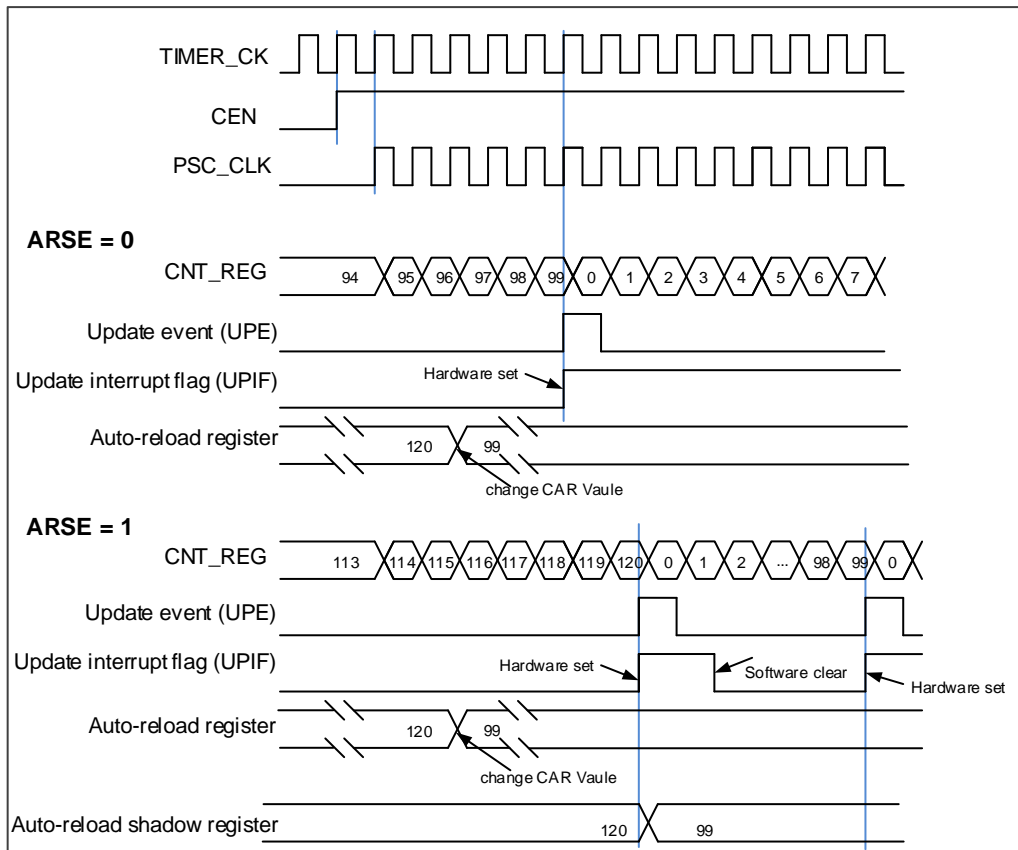 TIMER_CK
CEN
PSC_CLK
ARSE = 0
CNT_REG 94 95 96 97 98 99 0 1 2 3 4 5 6 7
Update event (UPE)
Update interrupt flag (UPIF) Hardware set
Auto-reload register 120 99
change CAR Vaule
ARSE = 1
CNT_REG 113 114 115 116 117 118 119 120 0 1 2 ... 98 99 0
Update event (UPE)
Update interrupt flag (UPIF) Hardware set Software clear Hardware set
Auto-reload register 120 99
change CAR Vaule
Auto-reload shadow register 120 99